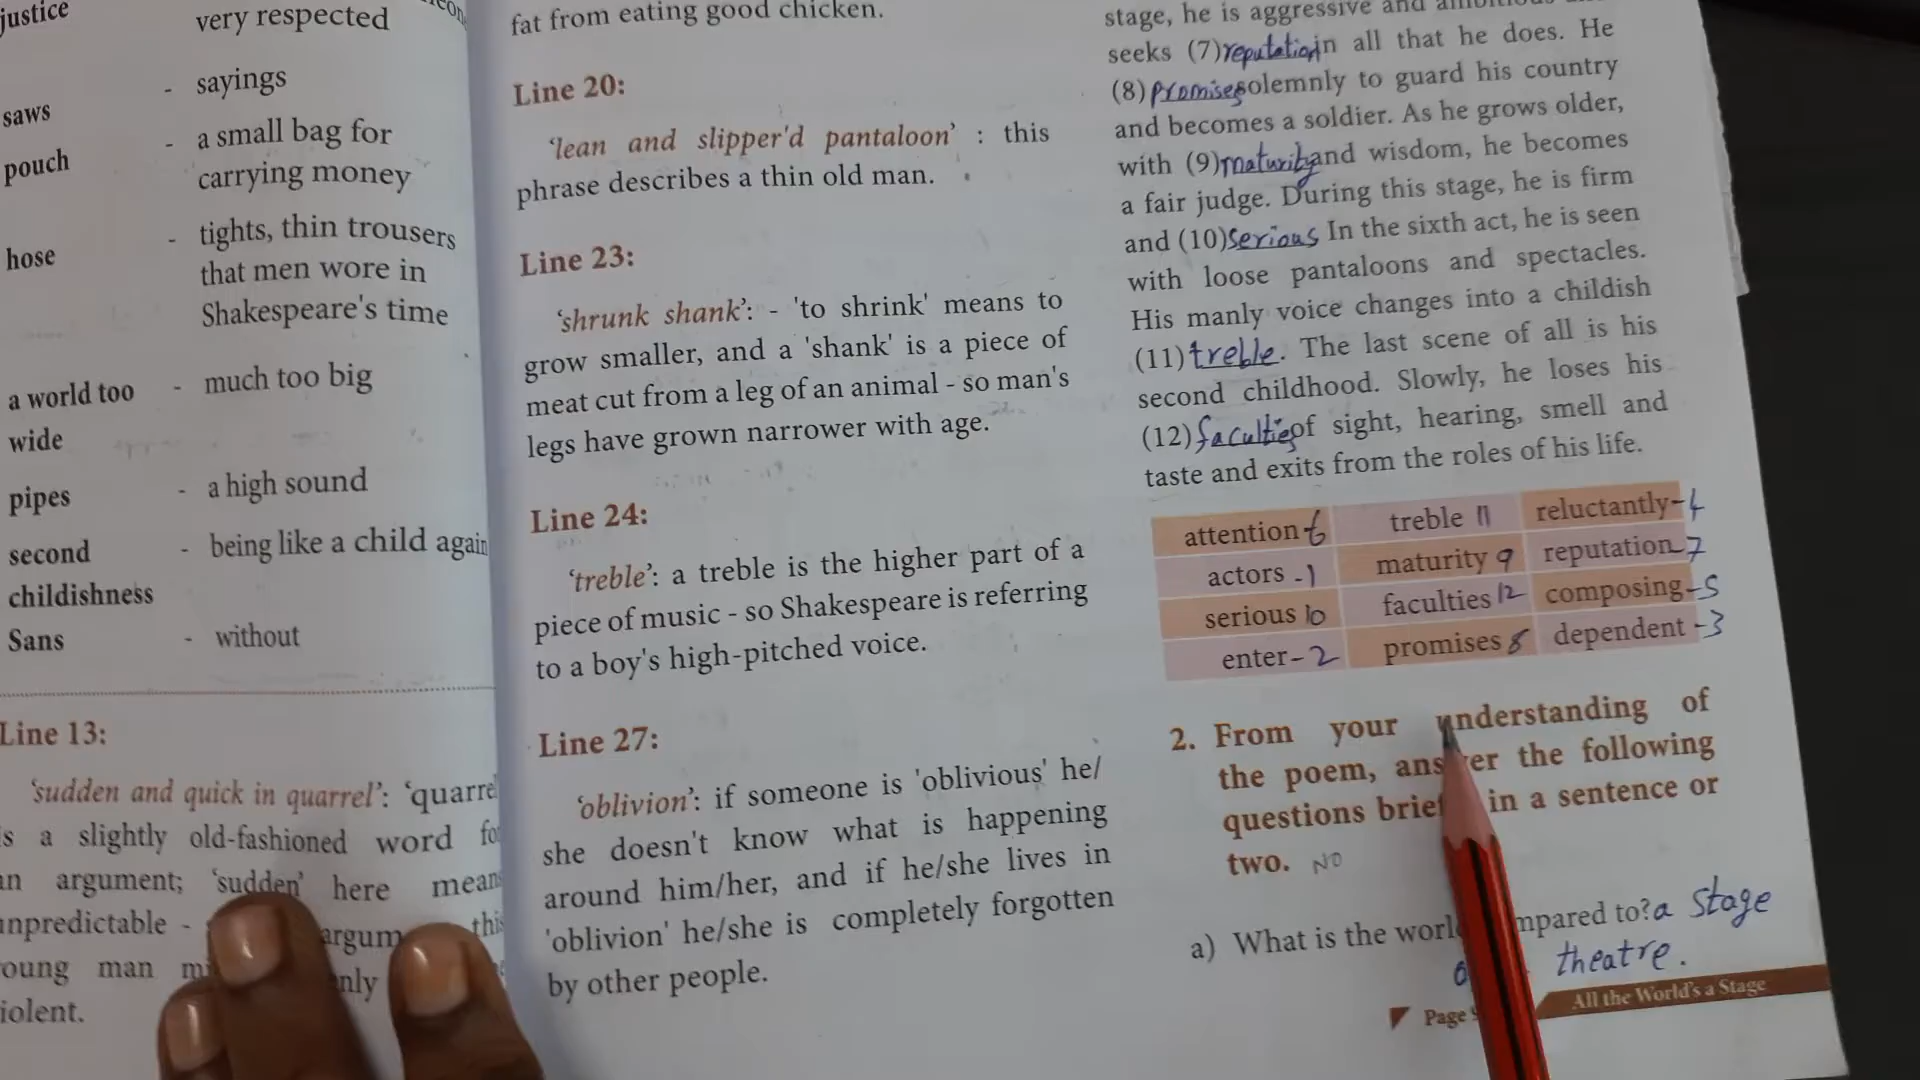 justice
very respected
saws - sayings
pouch - a small bag for
carrying money
hose - tights, thin trousers
that men wore in
Shakespeare's time
a world too - much too big
wide
pipes - a high sound
second - being like a child again
childishness
Sans - without
Line 13:
'sudden and quick in quarrel': 'quarre
a slightly old-fashioned word fo
argument; 'sudden' here mean
npredictable - argum this
oung man nly
iolent.
fat from eating good chicken.
Line 20:
'lean and slipper'd pantaloon' : this
phrase describes a thin old man.
Line 23:
'shrunk shank': - 'to shrink' means to
grow smaller, and a 'shank' is a piece of
meat cut from a leg of an animal - so man's
legs have grown narrower with age.
Line 24:
'treble': a treble is the higher part of a
piece of music - so Shakespeare is referring
to a boy's high-pitched voice.
Line 27:
'oblivion': if someone is 'oblivious' he/
she doesn't know what is happening
around him/her, and if he/she lives in
'oblivion' he/she is completely forgotten
by other people.
stage, he is aggressive and
seeks (7) reputation in all that he does. He
(8) promises solemnly to guard his country
and becomes a soldier. As he grows older,
with (9) maturity and wisdom, he becomes
a fair judge. During this stage, he is firm
and (10) serious In the sixth act, he is seen
with loose pantaloons and spectacles.
His manly voice changes into a childish
(11) treble. The last scene of all is his
second childhood. Slowly, he loses his
(12) faculties of sight, hearing, smell and
taste and exits from the roles of his life.
attention 6 treble 11 reluctantly - 4
actors - 1 maturity 9 reputation 7
serious 10 faculties 12 composing - 5
enter - 2 promises 8 dependent - 3
2. From your understanding of
the poem, answer the following
questions brief in a sentence or
two. NO
a) What is the worl mpared to? a stage
theatre.
Page
All the World's a Stage